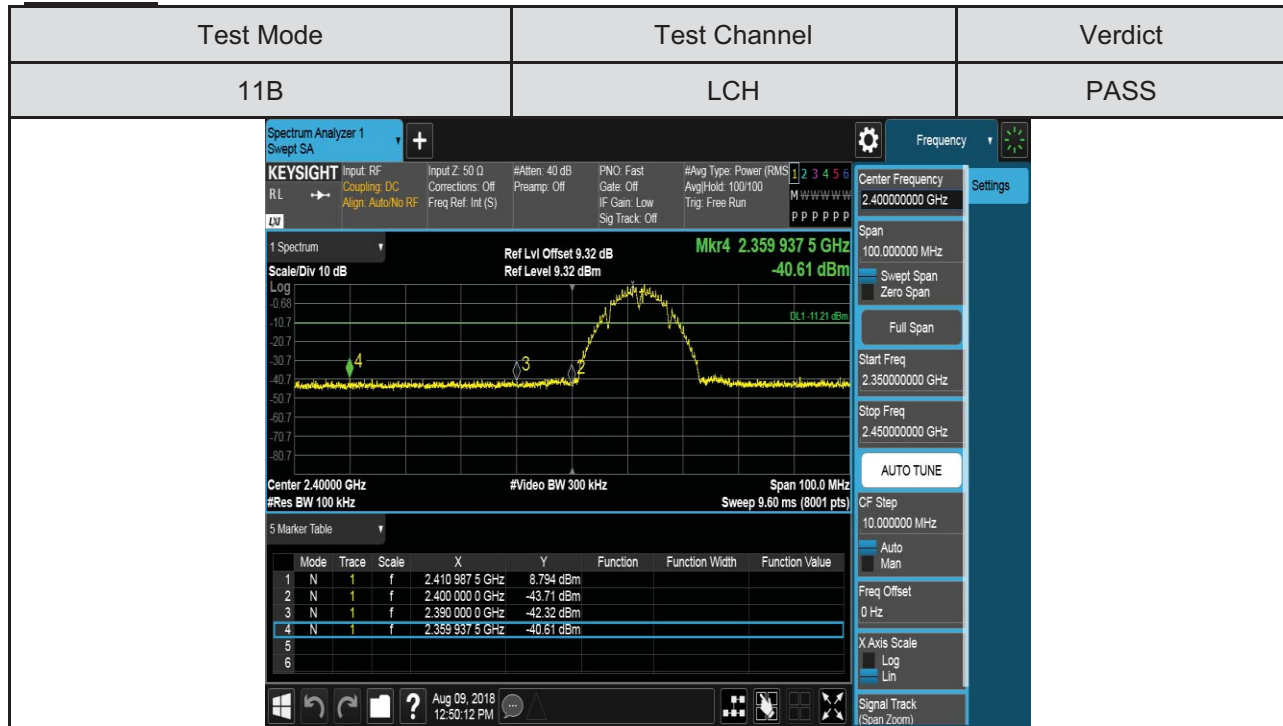 Test Mode Test Channel Verdict
11B LCH PASS
Spectrum Analyzer 1
Swept SA
+
Frequency
KEYSIGHT
RL
LXI
Input: RF
Coupling: DC
Align: Auto/No RF
Input Z: 50 Ω
Corrections: Off
Freq Ref: Int (S)
#Atten: 40 dB
Preamp: Off
PNO: Fast
Gate: Off
IF Gain: Low
Sig Track: Off
#Avg Type: Power (RMS
Avg|Hold: 100/100
Trig: Free Run
1 2 3 4 5 6
M W W W W W
P P P P P P
Center Frequency
2.400000000 GHz
Settings
Span
100.000000 MHz
Swept Span
Zero Span
Full Span
Start Freq
2.350000000 GHz
Stop Freq
2.450000000 GHz
AUTO TUNE
CF Step
10.000000 MHz
Auto
Man
Freq Offset
0 Hz
X Axis Scale
Log
Lin
Signal Track
(Span Zoom)
1 Spectrum
Scale/Div 10 dB
Ref Lvl Offset 9.32 dB
Ref Level 9.32 dBm
Mkr4 2.359 937 5 GHz
-40.61 dBm
Log
-0.68
-10.7
-20.7
-30.7
-40.7
-50.7
-60.7
-70.7
-80.7
DL1 -11.21 dBm
4
3
2
Center 2.40000 GHz #Video BW 300 kHz Span 100.0 MHz
#Res BW 100 kHz Sweep 9.60 ms (8001 pts)
5 Marker Table
Mode Trace Scale X Y Function Function Width Function Value
1 N 1 f 2.410 987 5 GHz 8.794 dBm
2 N 1 f 2.400 000 0 GHz -43.71 dBm
3 N 1 f 2.390 000 0 GHz -42.32 dBm
4 N 1 f 2.359 937 5 GHz -40.61 dBm
5
6
?
Aug 09, 2018
12:50:12 PM